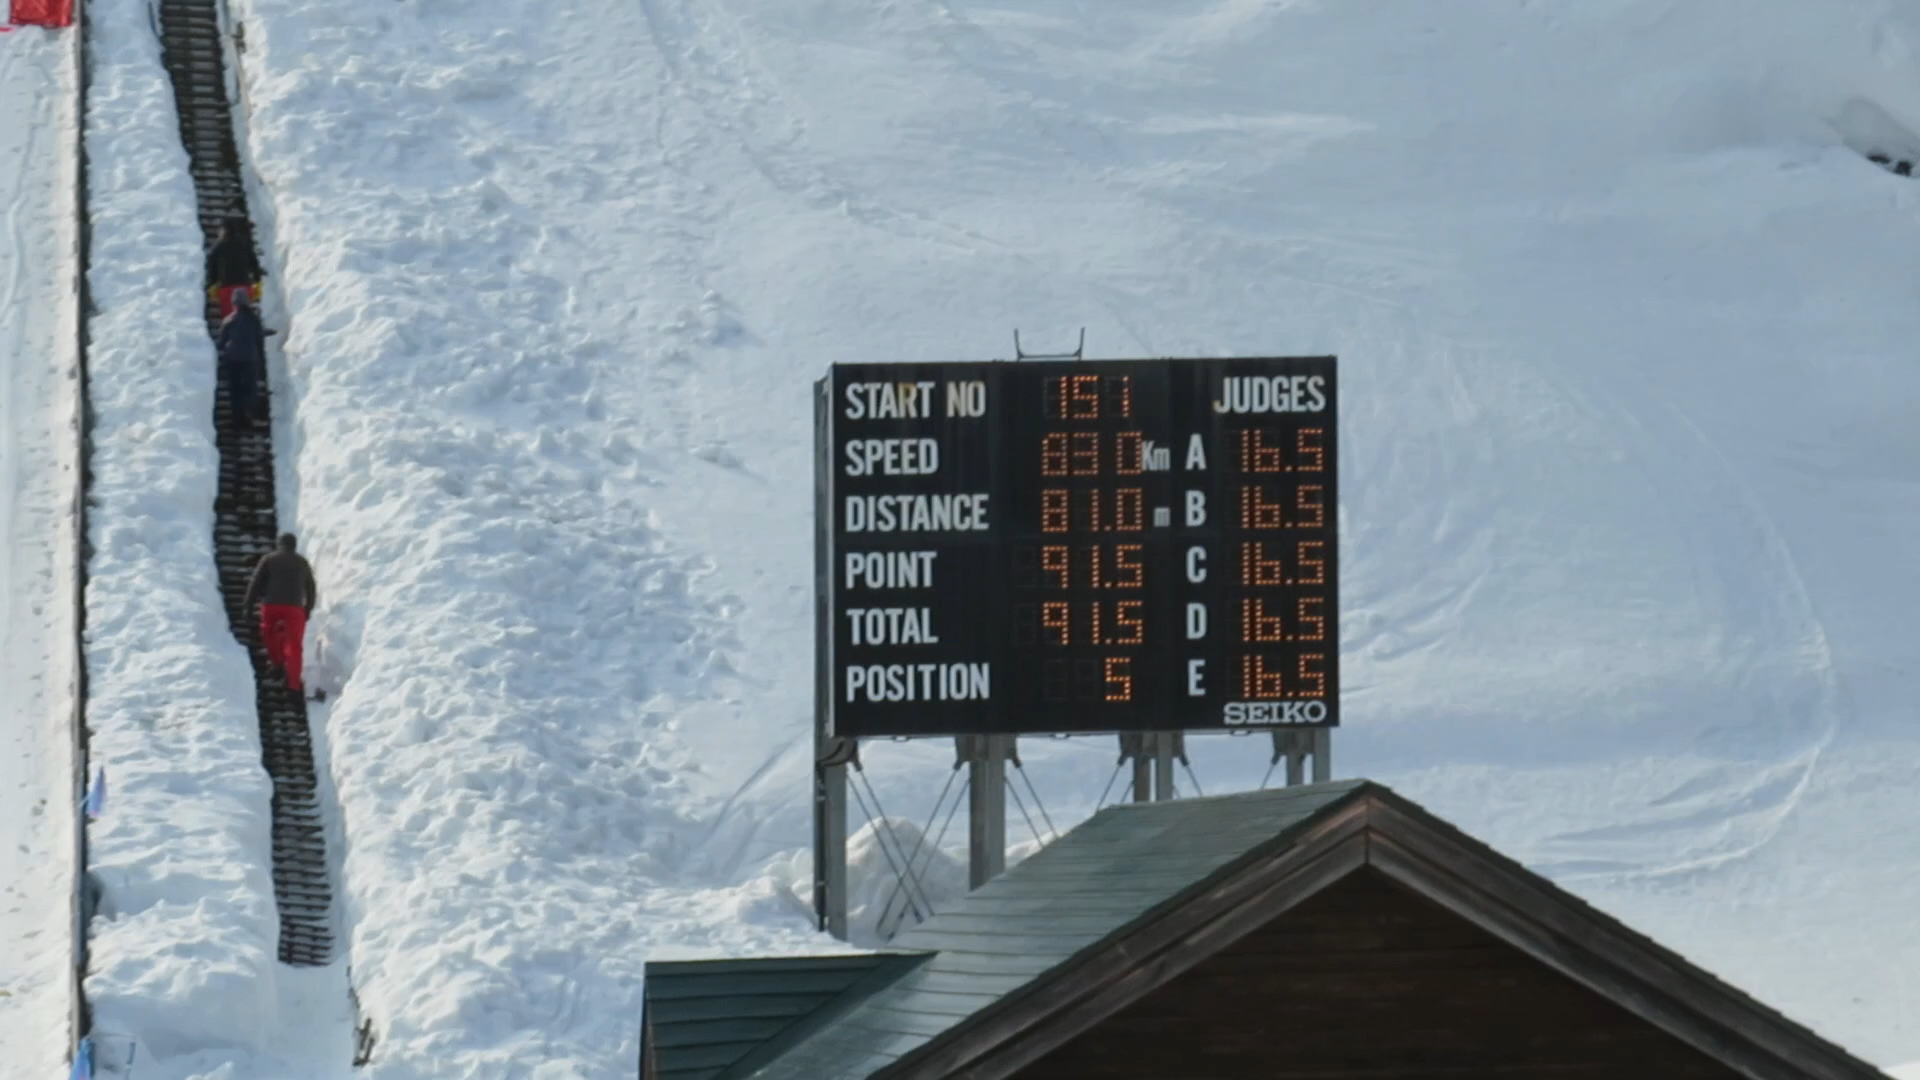 START NO 151 JUDGES
SPEED 83.0 Km A 16.5
DISTANCE 81.0 m B 16.5
POINT 91.5 C 16.5
TOTAL 91.5 D 16.5
POSITION 5 E 16.5
SEIKO